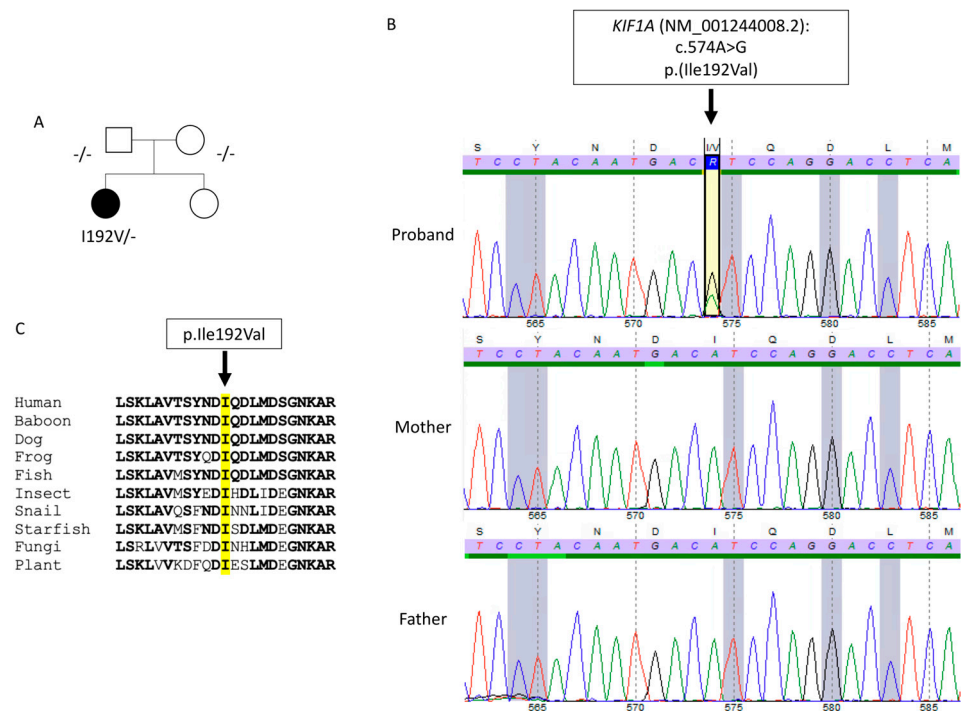 A
-/-
-/-
I192V/-
B
KIF1A (NM_001244008.2):
c.574A>G
p.(Ile192Val)
Proband
S Y N D I/V Q D L M
T C C T A C A A T G A C R T C C A G G A C C T C A
565 570 575 580 585
Mother
S Y N D I Q D L M
T C C T A C A A T G A C A T C C A G G A C C T C A
565 570 575 580 585
Father
S Y N D I Q D L M
T C C T A C A A T G A C A T C C A G G A C C T C A
565 570 575 580 585
C
p.Ile192Val
Human LSKLAVTSYNDIQDLMDSGNKAR
Baboon LSKLAVTSYNDIQDLMDSGNKAR
Dog LSKLAVTSYNDIQDLMDSGNKAR
Frog LSKLAVTSYQDIQDLMDSGNKAR
Fish LSKLAVMSYNDIQDLMDSGNKAR
Insect LSKLAVMSYEDIHDLIDEGNKAR
Snail LSKLAVQSFNDINNLIDEGNKAR
Starfish LSKLAVMSFNDISDLMDEGNKAR
Fungi LSRLVVTSFDDINHLMDEGNKAR
Plant LSKLVVKDFQDIESLMDEGNKAR